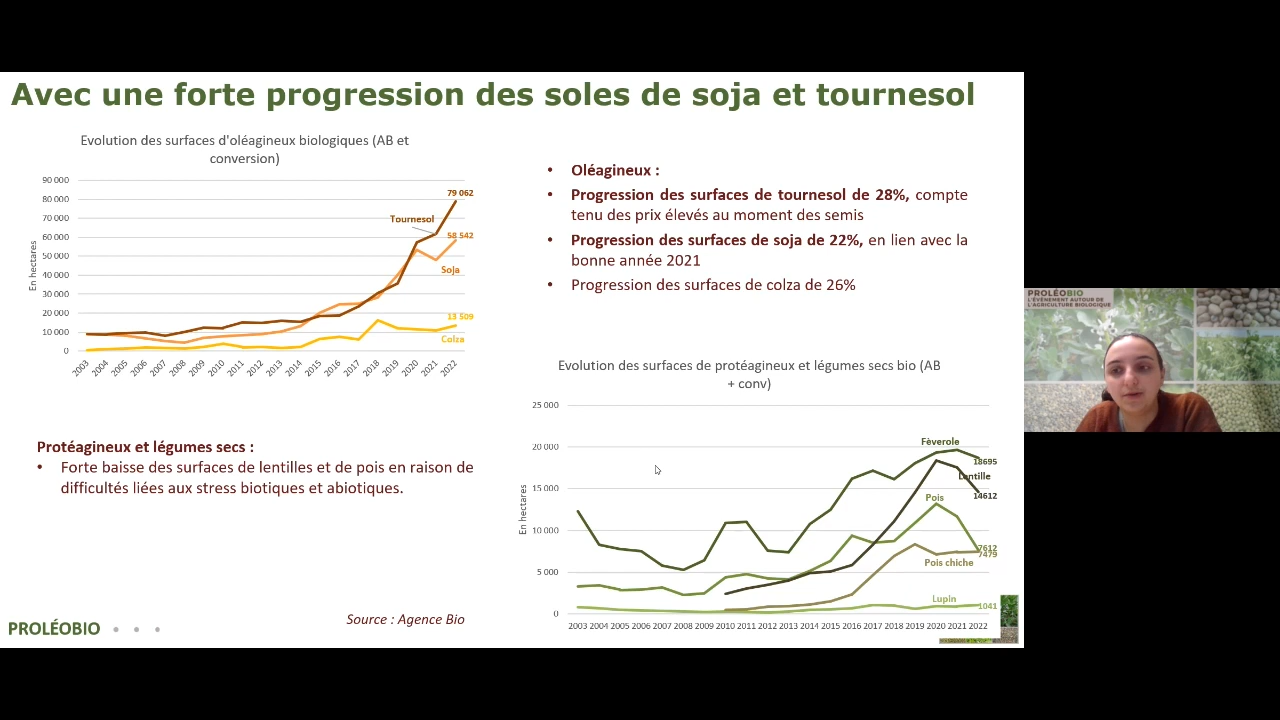 Avec une forte progression des soles de soja et tournesol
Evolution des surfaces d'oléagineux biologiques (AB et
conversion)
90 000
80 000
70 000
60 000
50 000
40 000
30 000
20 000
10 000
0
En hectares
79 062
Tournesol
58 542
Soja
13 509
Colza
2003 2004 2005 2006 2007 2008 2009 2010 2011 2012 2013 2014 2015 2016 2017 2018 2019 2020 2021 2022
• Oléagineux :
• Progression des surfaces de tournesol de 28%, compte
tenu des prix élevés au moment des semis
• Progression des surfaces de soja de 22%, en lien avec la
bonne année 2021
• Progression des surfaces de colza de 26%
Protéagineux et légumes secs :
• Forte baisse des surfaces de lentilles et de pois en raison de
difficultés liées aux stress biotiques et abiotiques.
Evolution des surfaces de protéagineux et légumes secs bio (AB
+ conv)
25 000
20 000
15 000
10 000
5 000
0
En hectares
Fèverole
18695
Lentille
14612
Pois
7612
7479
Pois chiche
Lupin
1041
2003 2004 2005 2006 2007 2008 2009 2010 2011 2012 2013 2014 2015 2016 2017 2018 2019 2020 2021 2022
Source : Agence Bio
PROLÉOBIO
PROLÉOBIO
L'ÉVÉNEMENT AUTOUR DE
L'AGRICULTURE BIOLOGIQUE